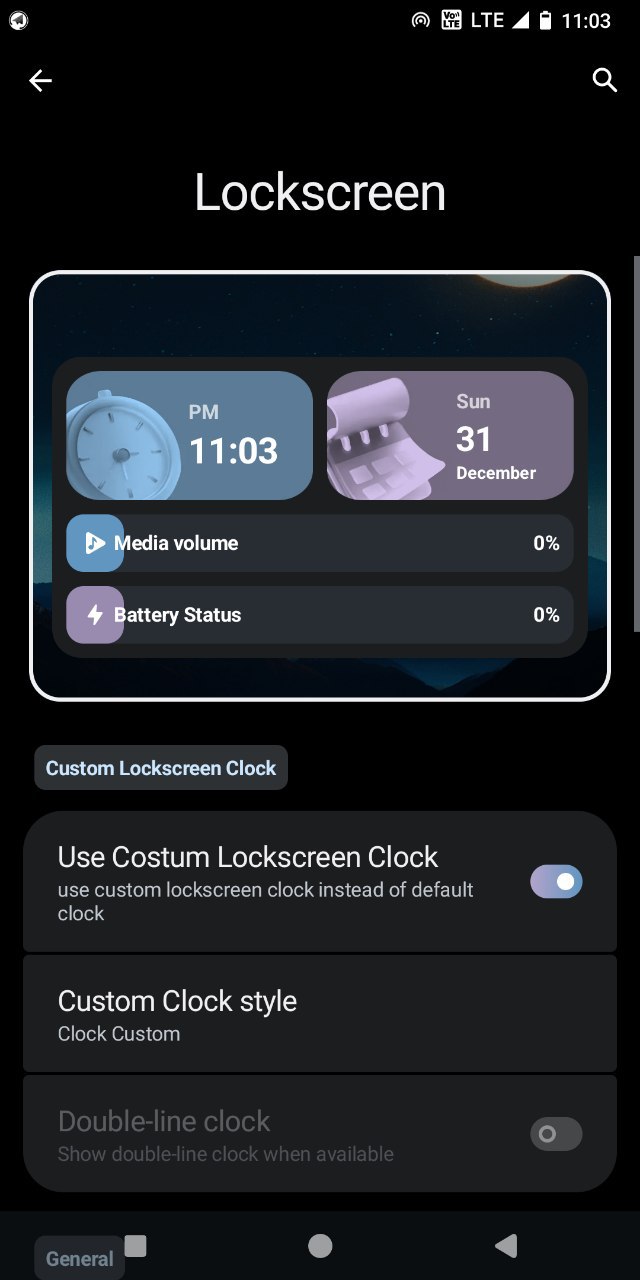 Vo)) LTE LTE 11:03
Lockscreen
PM
11:03
Sun
31
December
Media volume 0%
Battery Status 0%
Custom Lockscreen Clock
Use Costum Lockscreen Clock
use custom lockscreen clock instead of default
clock
Custom Clock style
Clock Custom
Double-line clock
Show double-line clock when available
General